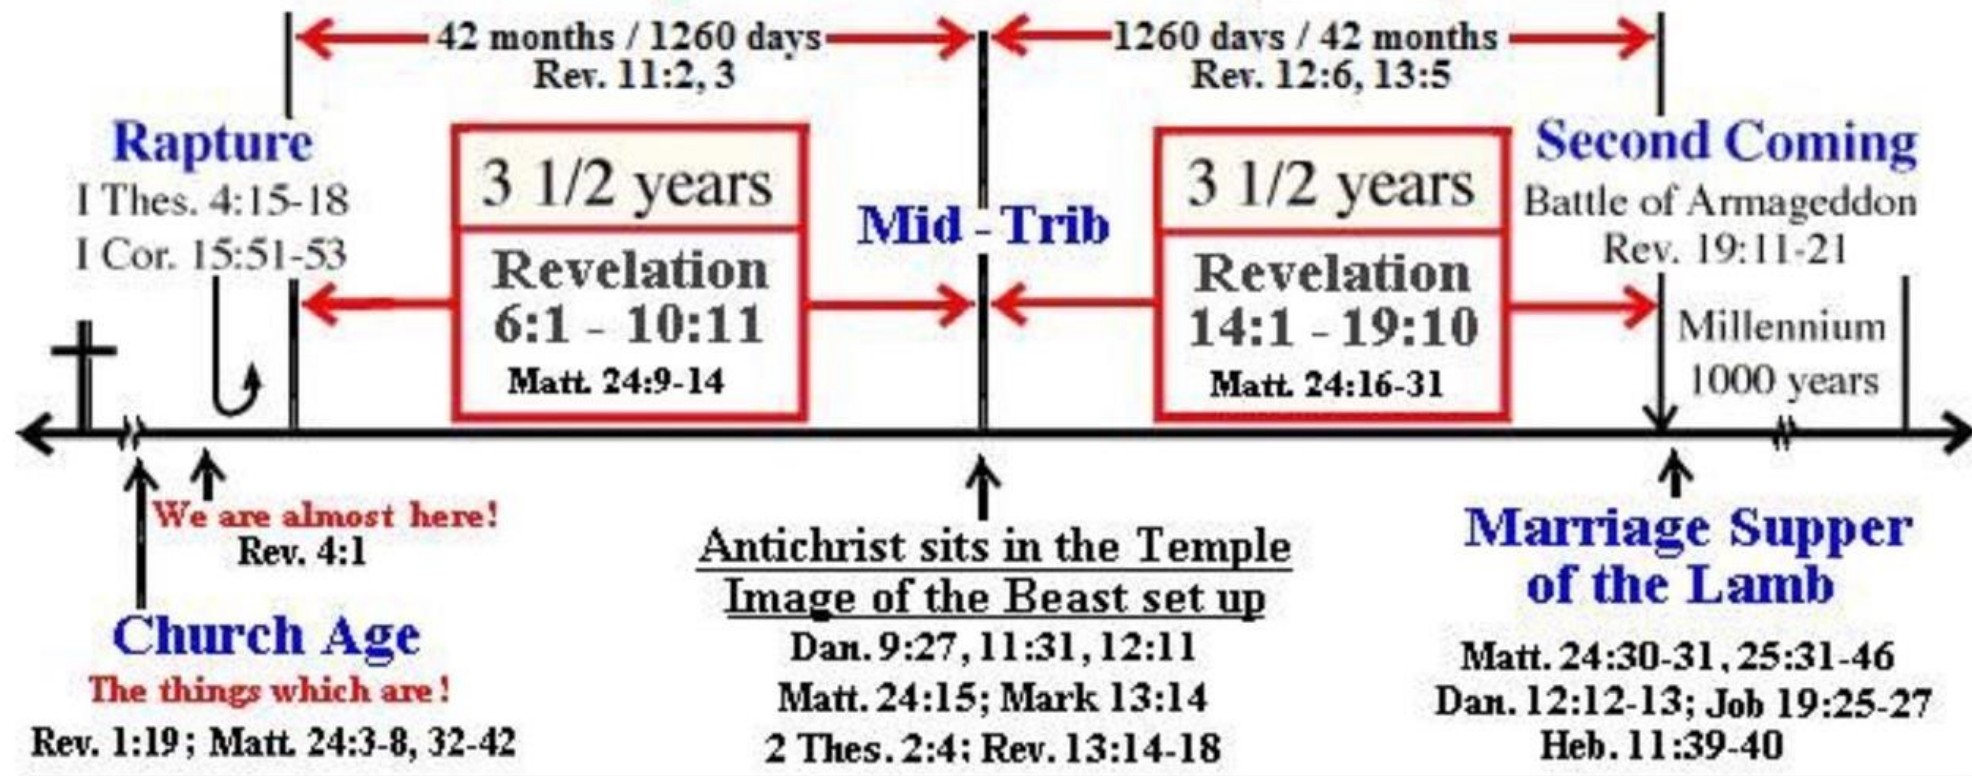 42 months / 1260 days
Rev. 11:2, 3
1260 days / 42 months
Rev. 12:6, 13:5
Rapture
I Thes. 4:15-18
I Cor. 15:51-53
3 1/2 years
Revelation
6:1 - 10:11
Matt. 24:9-14
Mid - Trib
3 1/2 years
Revelation
14:1 - 19:10
Matt. 24:16-31
Second Coming
Battle of Armageddon
Rev. 19:11-21
Millennium
1000 years
We are almost here!
Rev. 4:1
Church Age
The things which are!
Rev. 1:19; Matt. 24:3-8, 32-42
Antichrist sits in the Temple
Image of the Beast set up
Dan. 9:27, 11:31, 12:11
Matt. 24:15; Mark 13:14
2 Thes. 2:4; Rev. 13:14-18
Marriage Supper
of the Lamb
Matt. 24:30-31, 25:31-46
Dan. 12:12-13; Job 19:25-27
Heb. 11:39-40